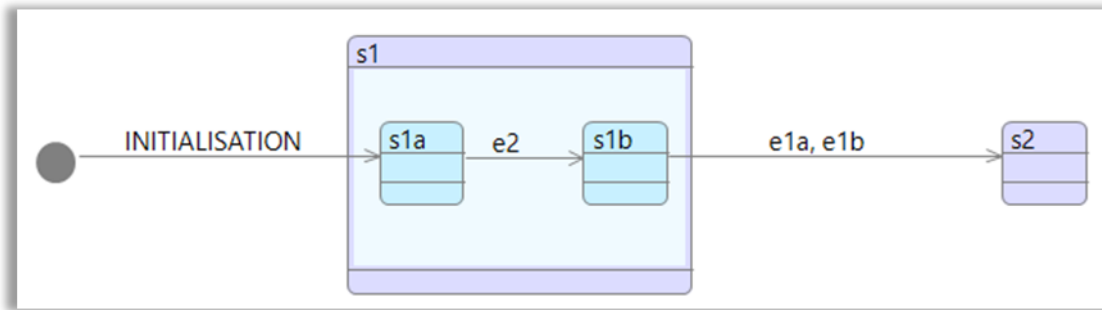 s1
INITIALISATION
s1a
e2
s1b
e1a, e1b
s2